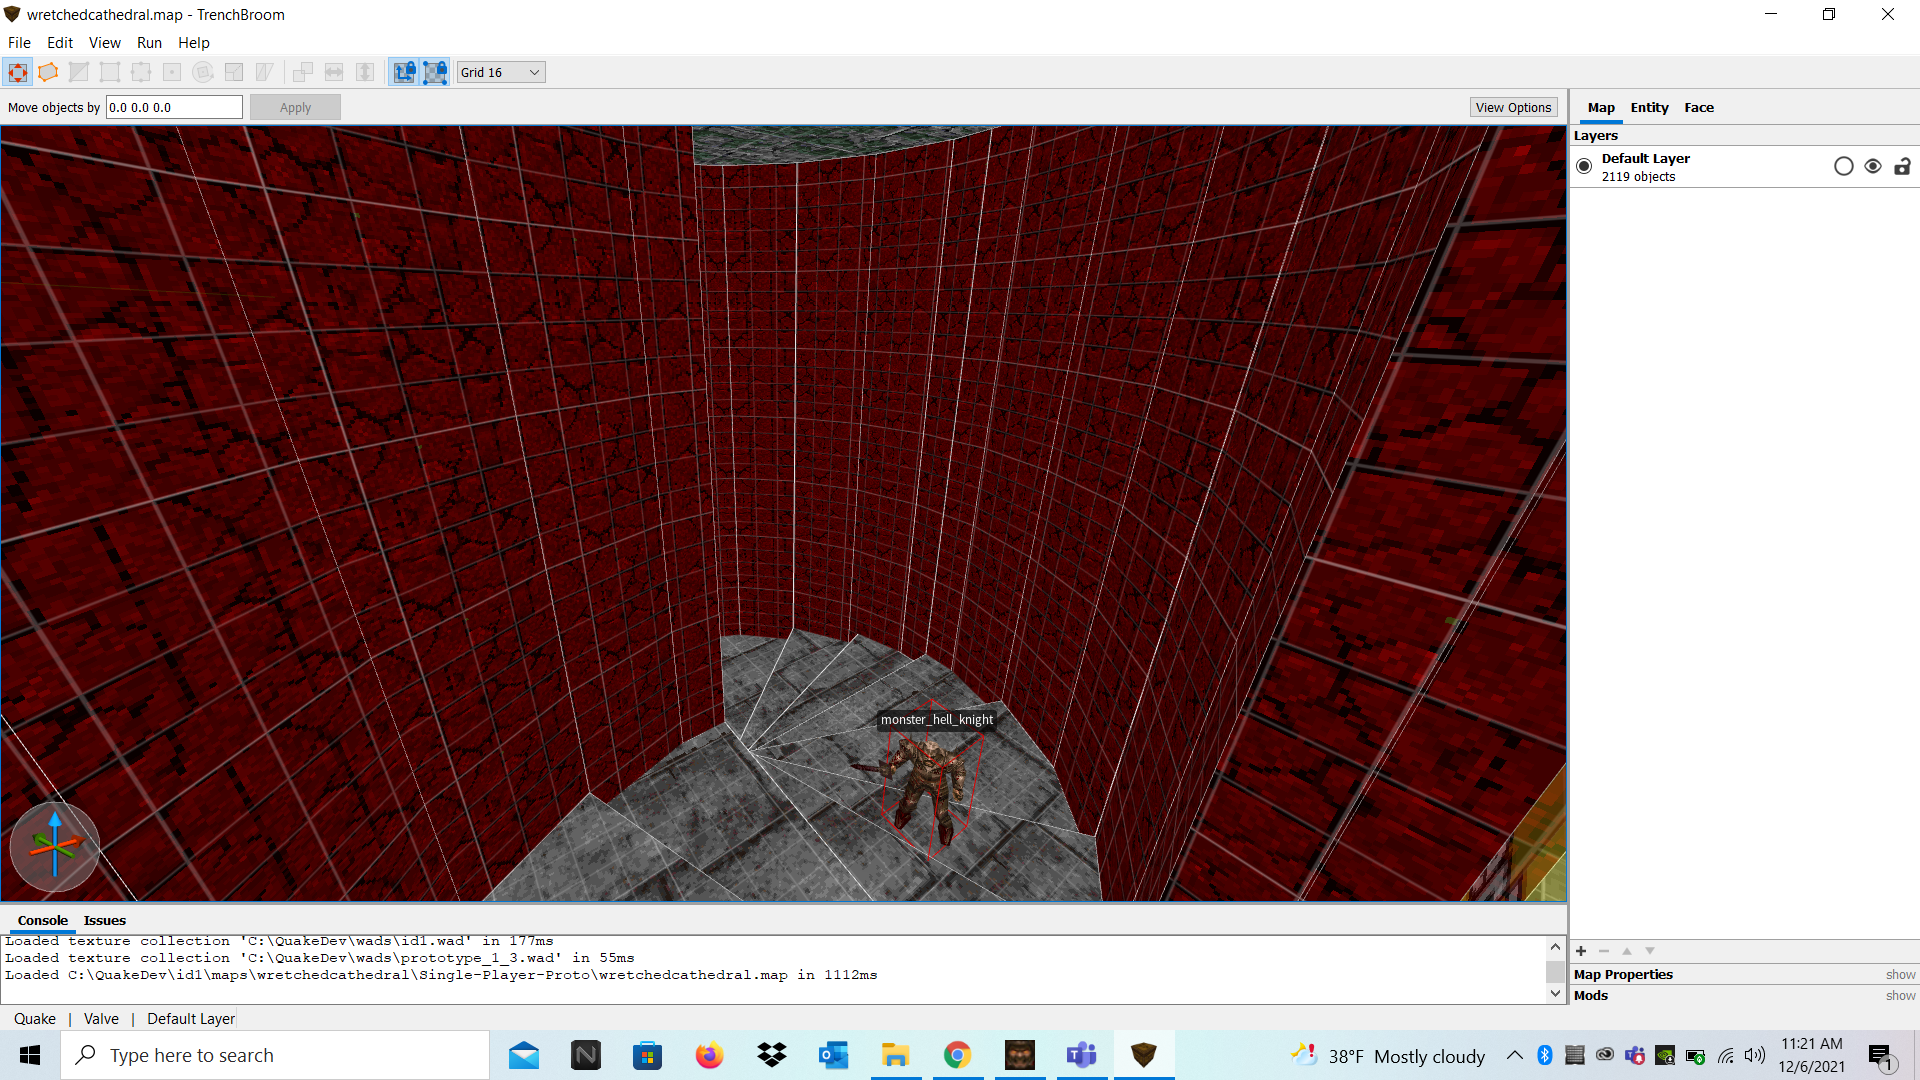 wretchedcathedral.map - TrenchBroom
File Edit View Run Help
Grid 16
Move objects by 0.0 0.0 0.0 Apply View Options
Map Entity Face
Layers
Default Layer
2119 objects
monster_hell_knight
Console Issues
Loaded texture collection 'C:\QuakeDev\wads\id1.wad' in 177ms
Loaded texture collection 'C:\QuakeDev\wads\prototype_1_3.wad' in 55ms
Loaded C:\QuakeDev\id1\maps\wretchedcathedral\Single-Player-Proto\wretchedcathedral.map in 1112ms
Map Properties show
Mods show
Quake | Valve | Default Layer
Type here to search
38°F Mostly cloudy
11:21 AM
12/6/2021
1